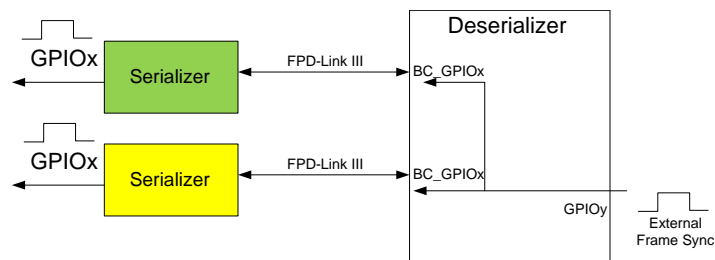 Deserializer
GPIOx
Serializer
FPD-Link III
BC_GPIOx
GPIOx
Serializer
FPD-Link III
BC_GPIOx
GPIOy
External
Frame Sync